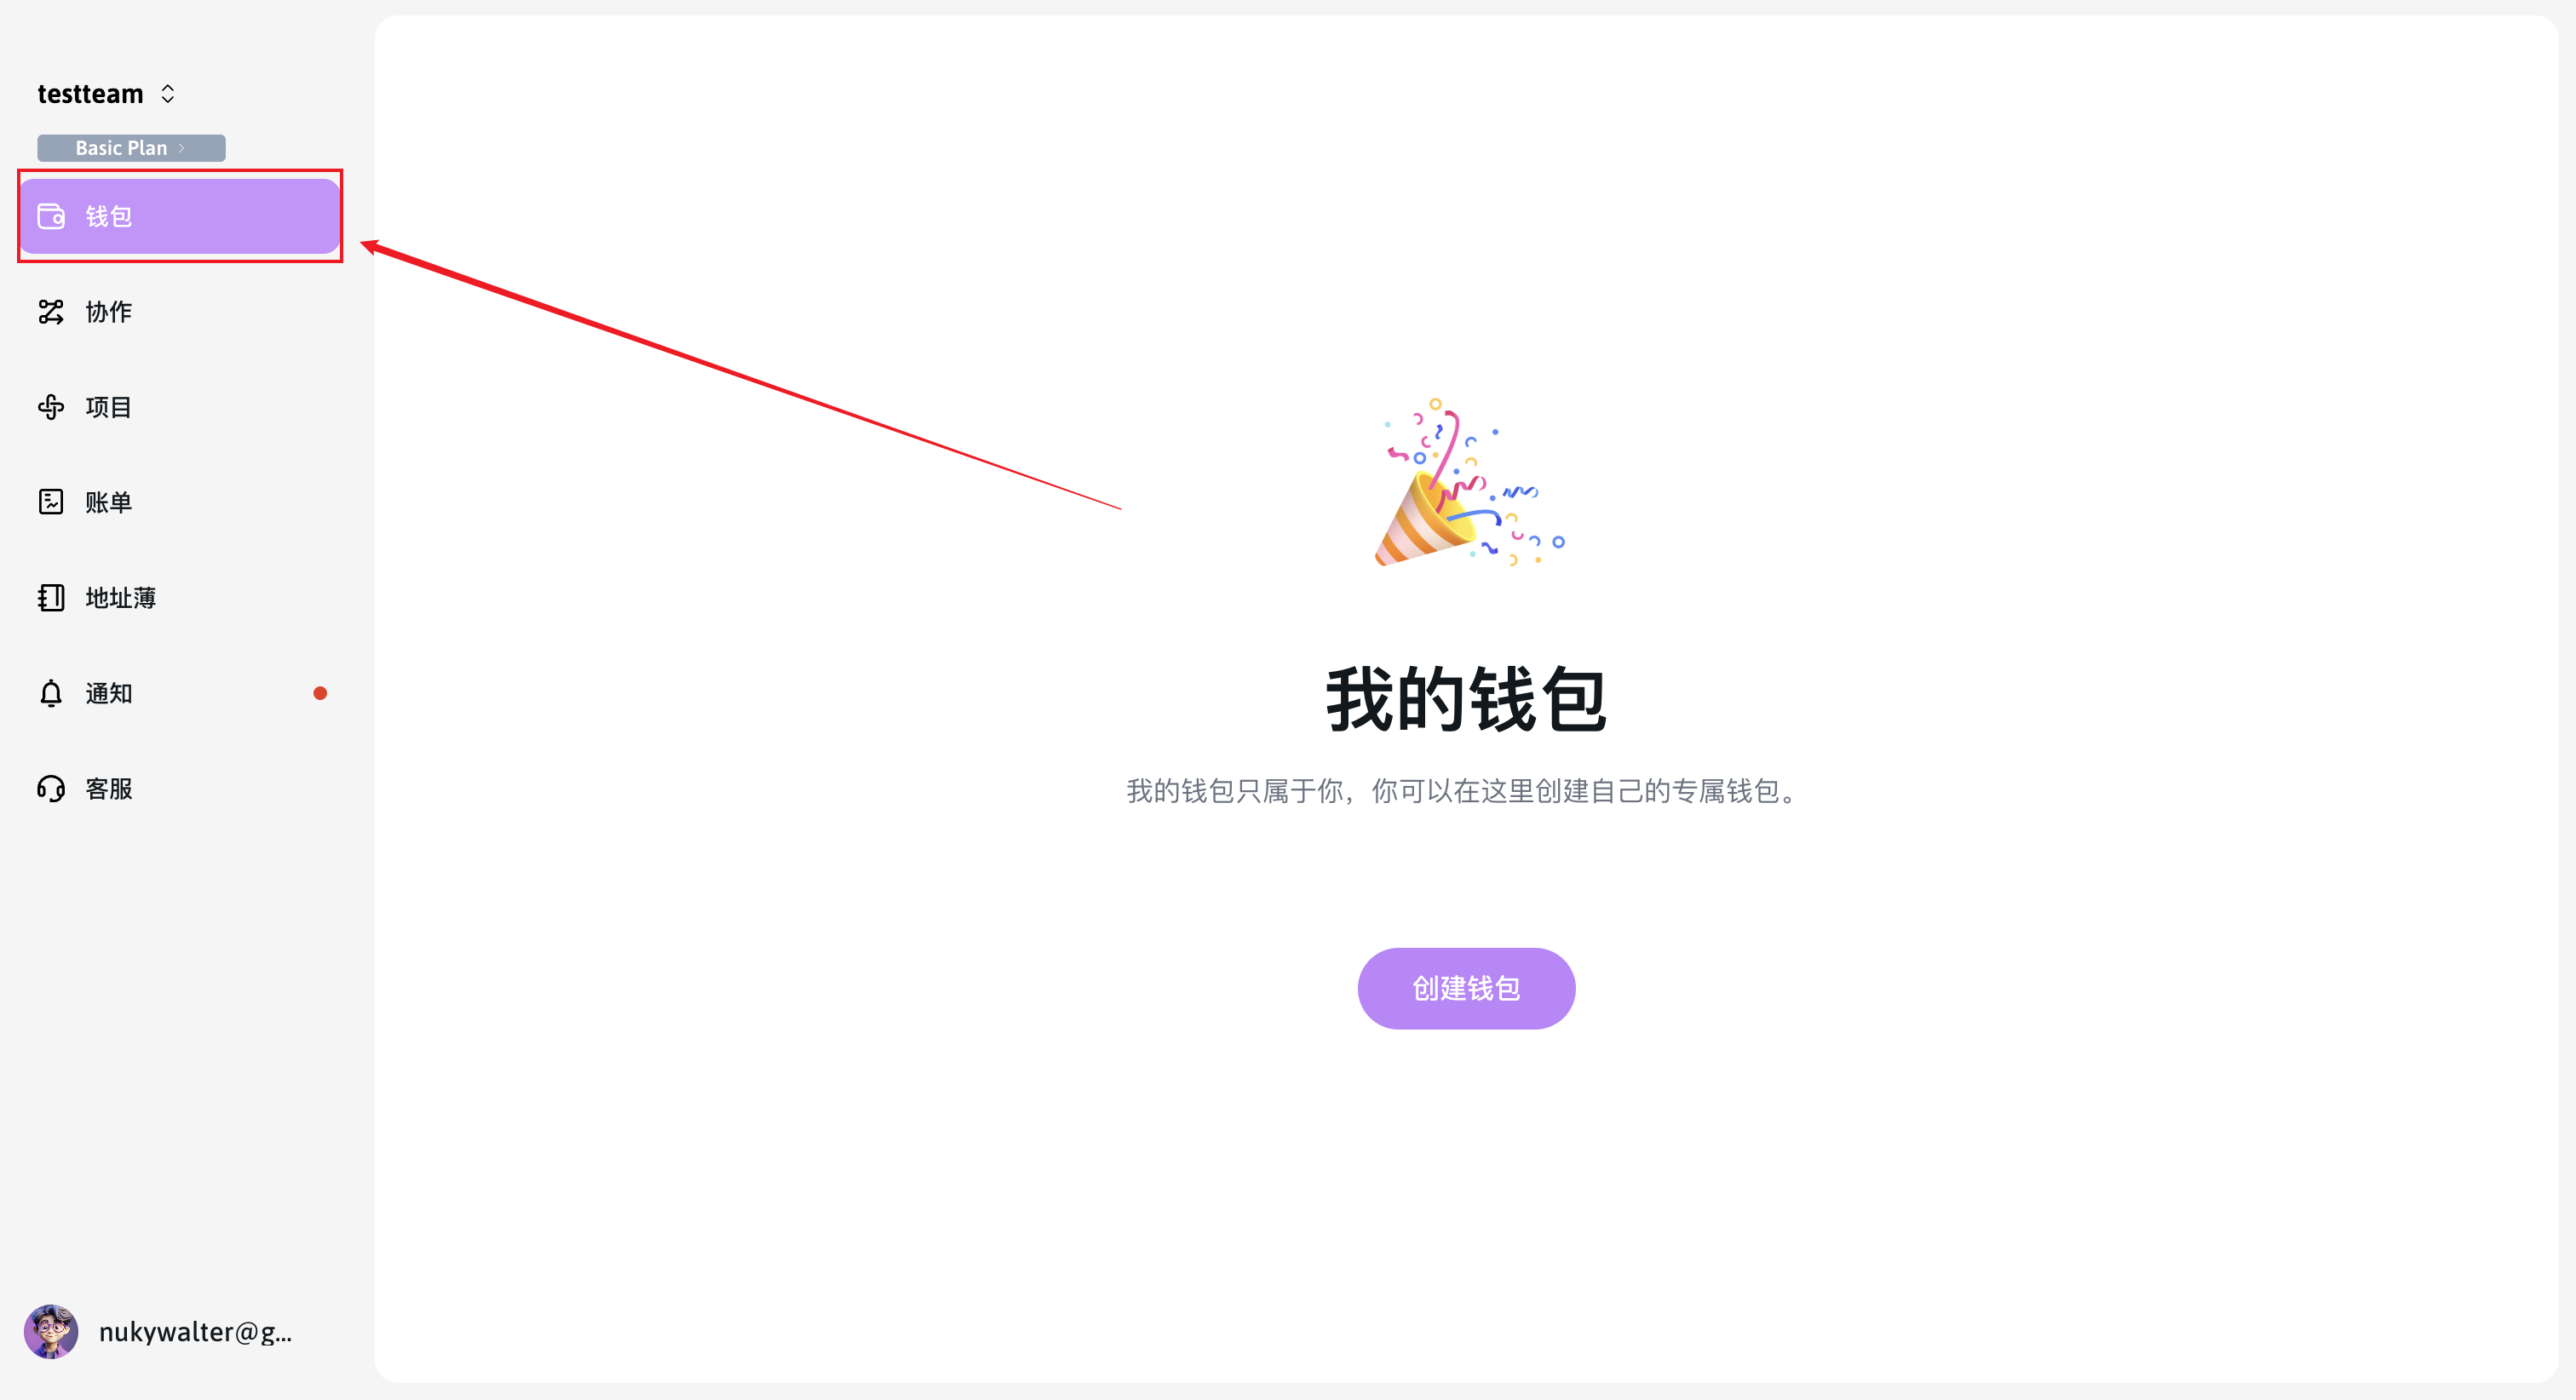 testteam
Basic Plan
钱包
协作
项目
账单
地址薄
通知
客服
nukywalter@g...
我的钱包
我的钱包只属于你，你可以在这里创建自己的专属钱包。
创建钱包